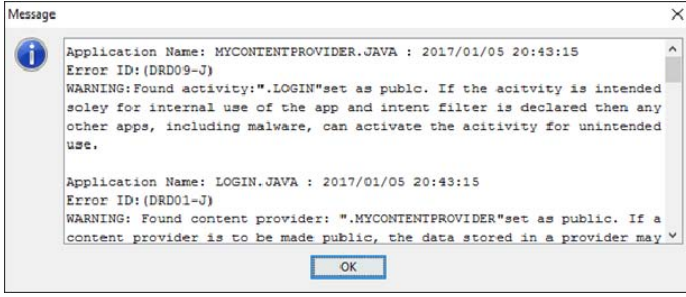 Message
Application Name: MYCONTENTPROVIDER.JAVA : 2017/01/05 20:43:15
Error ID:(DRD09-J)
WARNING:Found activity:".LOGIN"set as publc. If the acitvity is intended
soley for internal use of the app and intent filter is declared then any
other apps, including malware, can activate the acitivity for unintended
use.
Application Name: LOGIN.JAVA : 2017/01/05 20:43:15
Error ID:(DRD01-J)
WARNING: Found content provider: ".MYCONTENTPROVIDER"set as public. If a
content provider is to be made public, the data stored in a provider may
OK